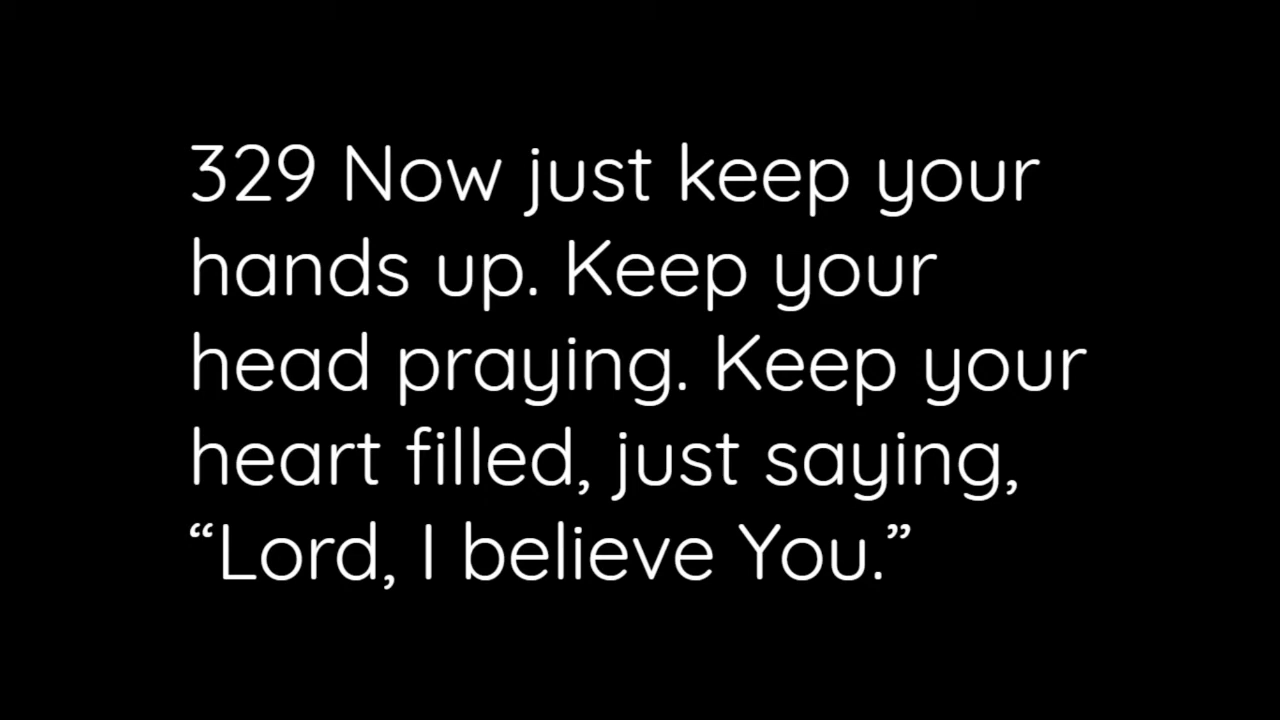 329 Now just keep your
hands up. Keep your
head praying. Keep your
heart filled, just saying,
“Lord, I believe You.”